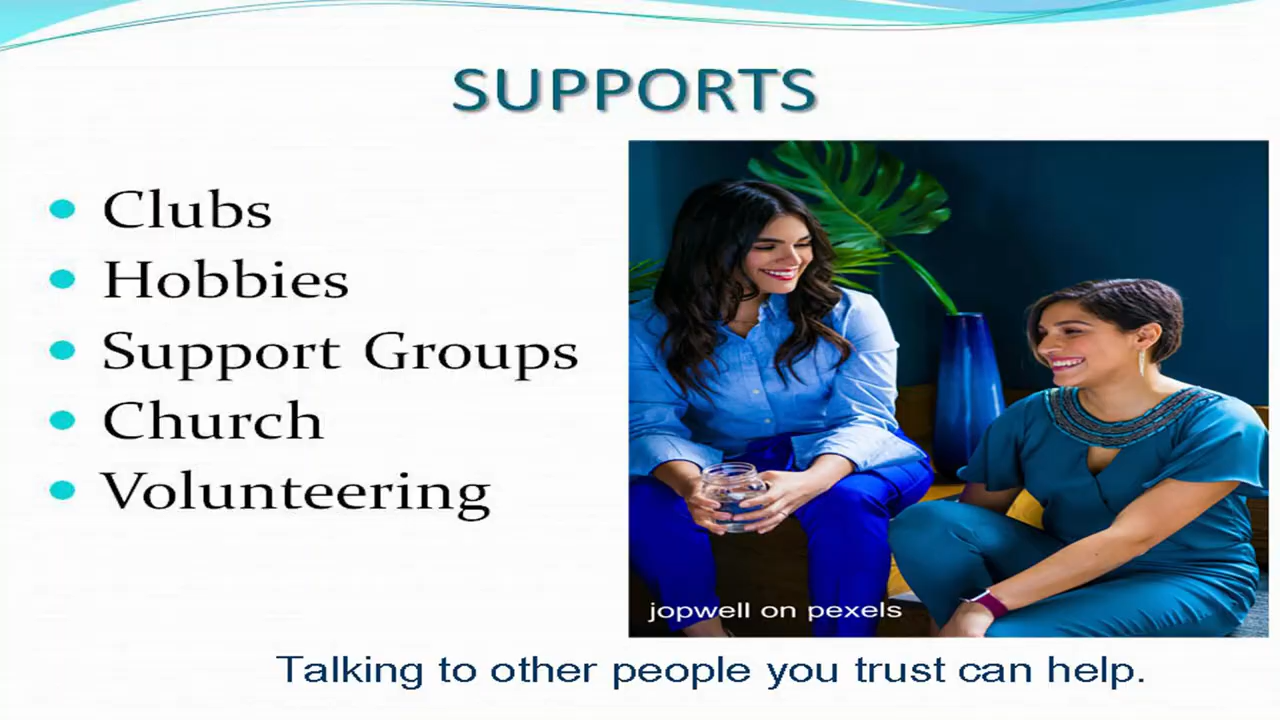 SUPPORTS
Clubs
Hobbies
Support Groups
Church
Volunteering
jopwell on pexels
Talking to other people you trust can help.